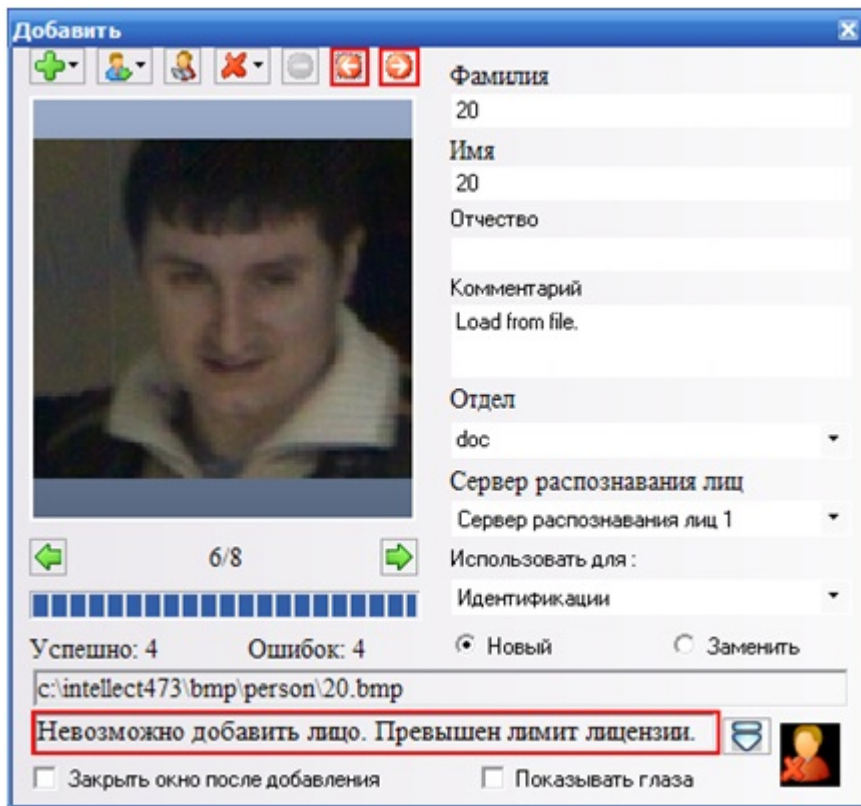 Добавить
Фамилия
20
Имя
20
Отчество
Комментарий
Load from file.
Отдел
doc
Сервер распознавания лиц
Сервер распознавания лиц 1
6/8
Использовать для :
Идентификации
Успешно: 4 Ошибок: 4
Новый Заменить
c:\intellect473\bmp\person\20.bmp
Невозможно добавить лицо. Превышен лимит лицензии.
Закрыть окно после добавления Показывать глаза